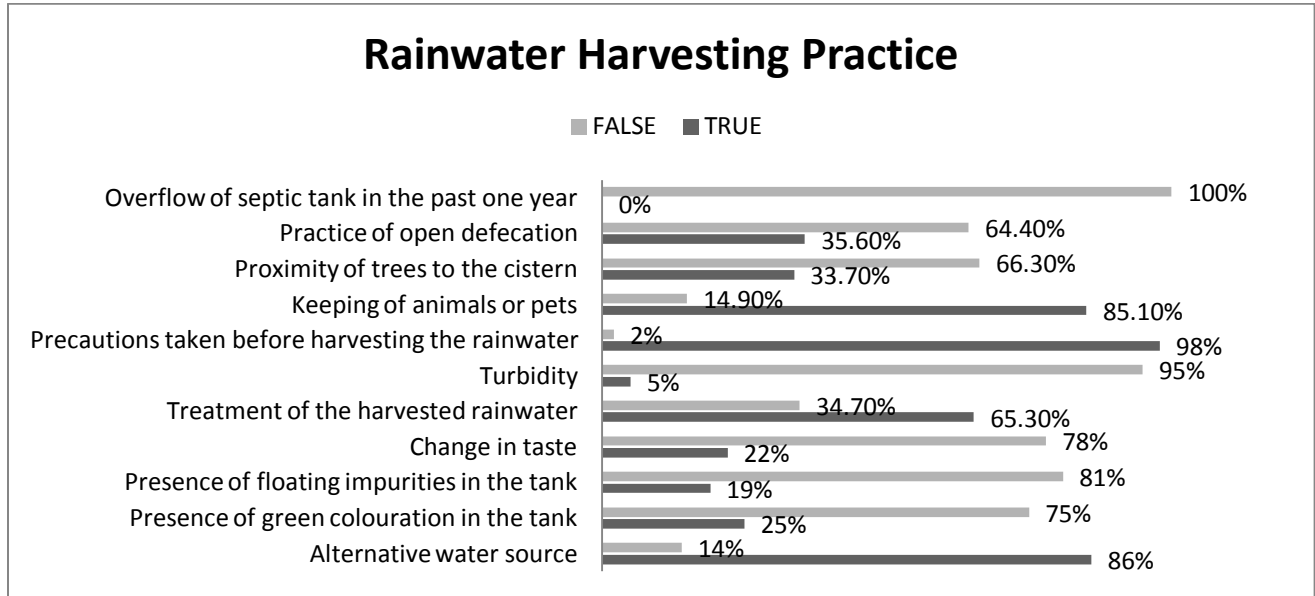 Rainwater Harvesting Practice
FALSE TRUE
Overflow of septic tank in the past one year 100%
0%
Practice of open defecation 64.40%
35.60%
Proximity of trees to the cistern 66.30%
33.70%
Keeping of animals or pets 14.90%
85.10%
Precautions taken before harvesting the rainwater 2%
98%
Turbidity 95%
5%
Treatment of the harvested rainwater 34.70%
65.30%
Change in taste 78%
22%
Presence of floating impurities in the tank 81%
19%
Presence of green colouration in the tank 75%
25%
Alternative water source 14%
86%